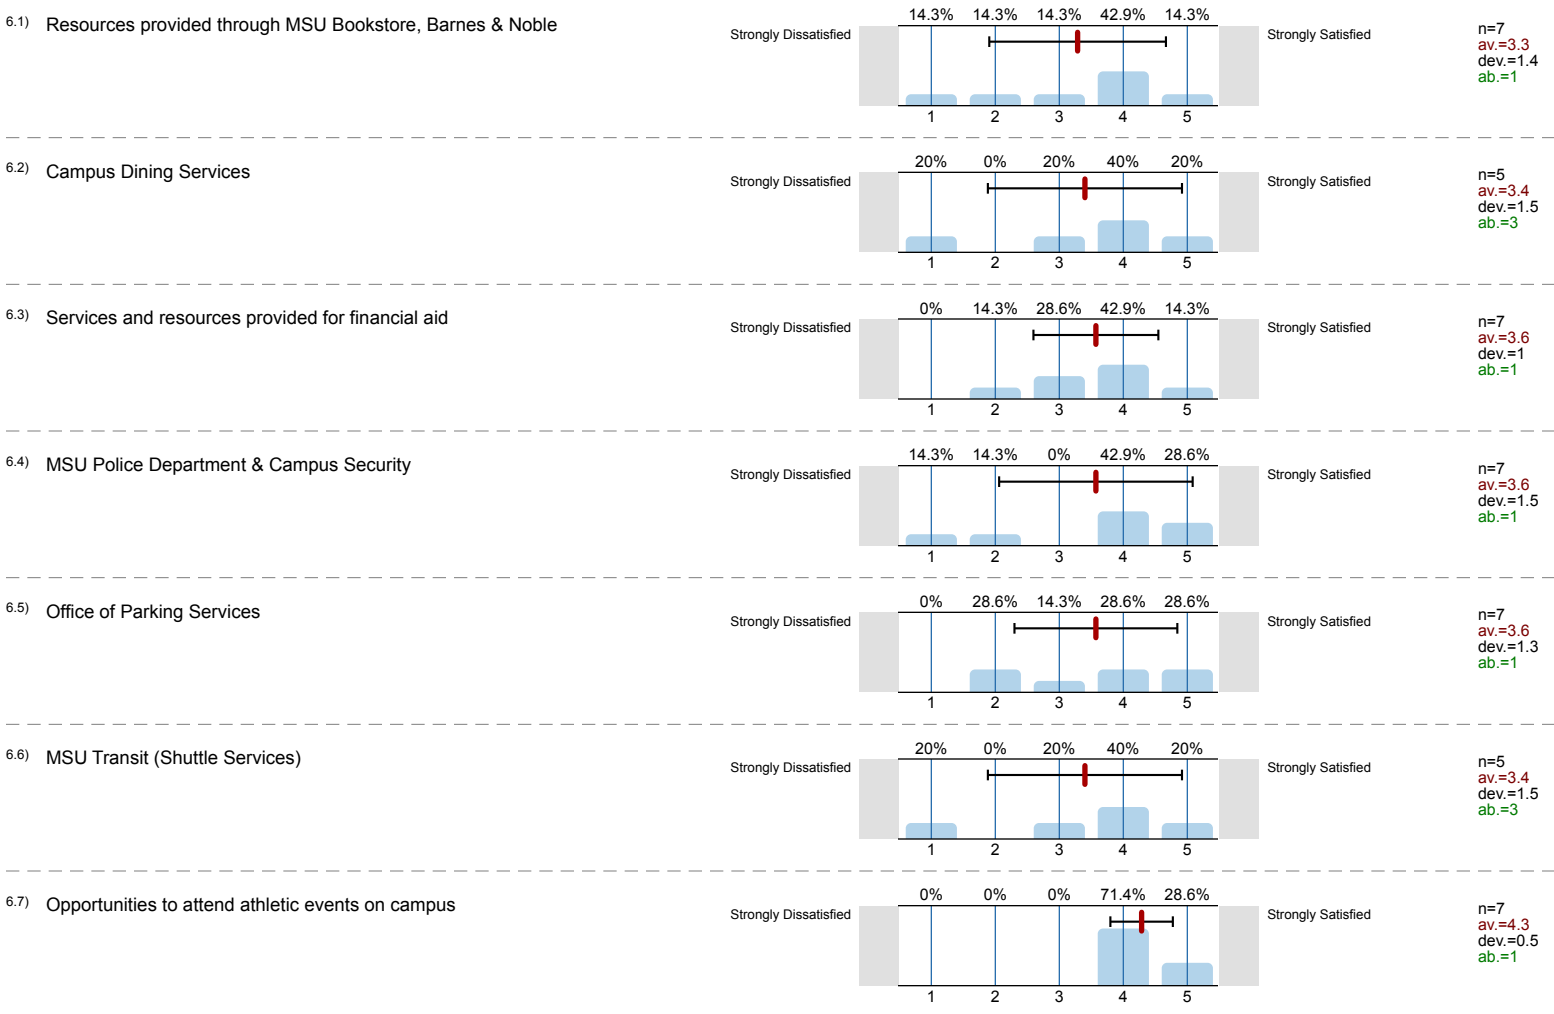 6.1) Resources provided through MSU Bookstore, Barnes & Noble
14.3% 14.3% 14.3% 42.9% 14.3%
Strongly Dissatisfied
Strongly Satisfied
1 2 3 4 5
n=7
av.=3.3
dev.=1.4
ab.=1
6.2) Campus Dining Services
20% 0% 20% 40% 20%
Strongly Dissatisfied
Strongly Satisfied
1 2 3 4 5
n=5
av.=3.4
dev.=1.5
ab.=3
6.3) Services and resources provided for financial aid
0% 14.3% 28.6% 42.9% 14.3%
Strongly Dissatisfied
Strongly Satisfied
1 2 3 4 5
n=7
av.=3.6
dev.=1
ab.=1
6.4) MSU Police Department & Campus Security
14.3% 14.3% 0% 42.9% 28.6%
Strongly Dissatisfied
Strongly Satisfied
1 2 3 4 5
n=7
av.=3.6
dev.=1.5
ab.=1
6.5) Office of Parking Services
0% 28.6% 14.3% 28.6% 28.6%
Strongly Dissatisfied
Strongly Satisfied
1 2 3 4 5
n=7
av.=3.6
dev.=1.3
ab.=1
6.6) MSU Transit (Shuttle Services)
20% 0% 20% 40% 20%
Strongly Dissatisfied
Strongly Satisfied
1 2 3 4 5
n=5
av.=3.4
dev.=1.5
ab.=3
6.7) Opportunities to attend athletic events on campus
0% 0% 0% 71.4% 28.6%
Strongly Dissatisfied
Strongly Satisfied
1 2 3 4 5
n=7
av.=4.3
dev.=0.5
ab.=1